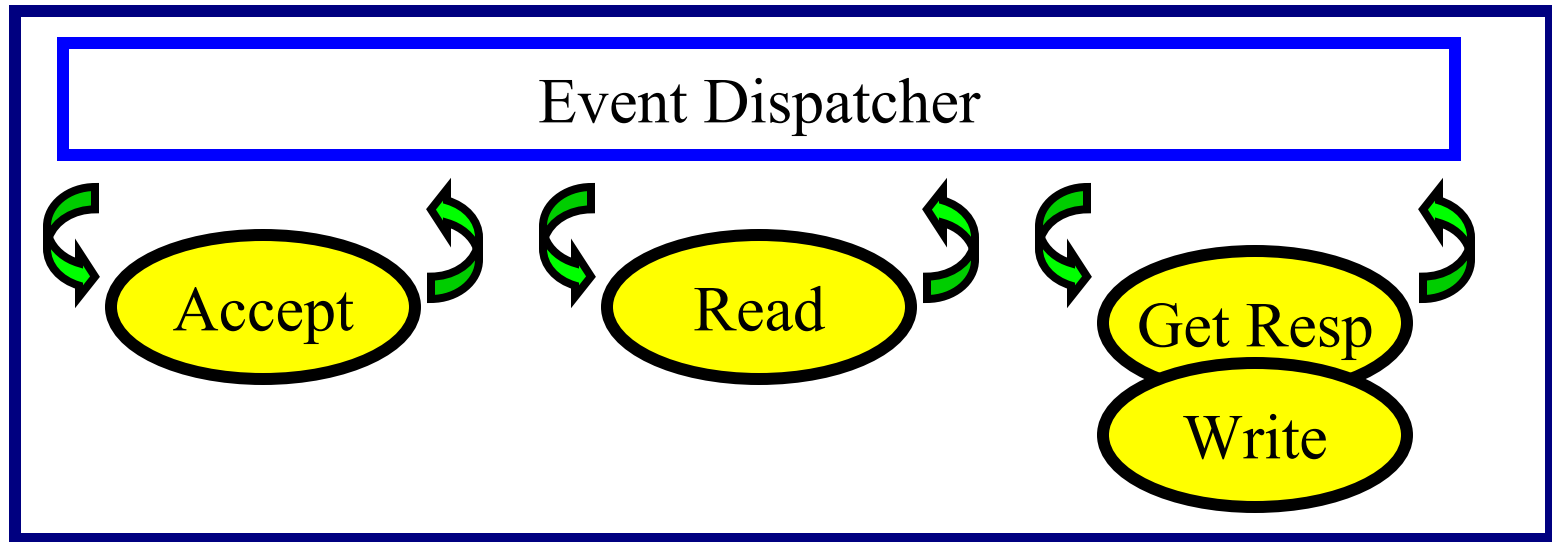 Event Dispatcher
Accept
Read
Get Resp
Write